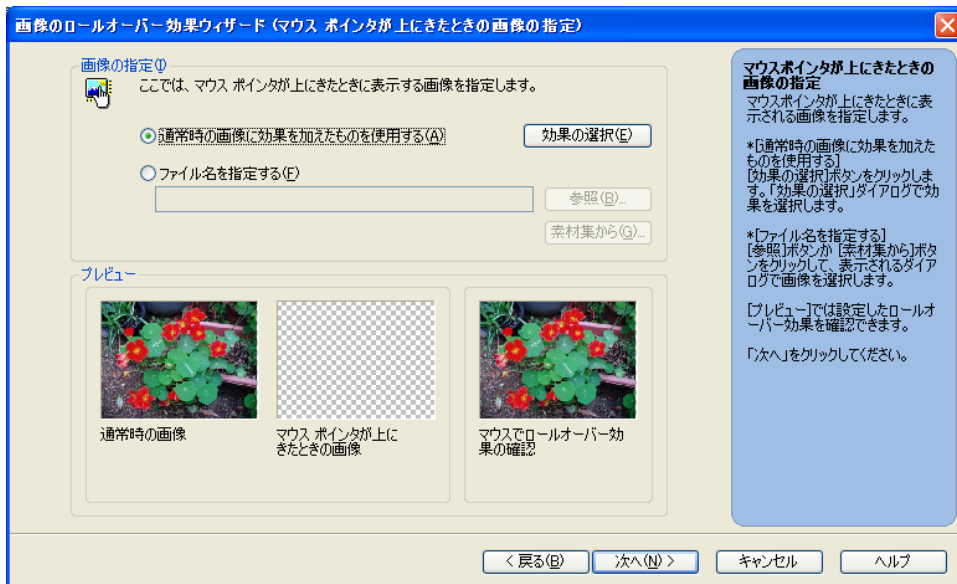 画像のロールオーバー効果ウィザード (マウス ポインタが上にきたときの画像の指定)
画像の指定(I)
ここでは、マウス ポインタが上にきたときに表示する画像を指定します。
通常時の画像に効果を加えたものを使用する(A)
効果の選択(E)
ファイル名を指定する(F)
参照(B)...
素材集から(G)...
プレビュー
通常時の画像
マウス ポインタが上に
きたときの画像
マウスでロールオーバー効
果の確認
マウスポインタが上にきたときの
画像の指定
マウスポインタが上にきたときに表
示される画像を指定します。
*[通常時の画像に効果を加えた
ものを使用する]
[効果の選択]ボタンをクリックしま
す。「効果の選択」ダイアログで効
果を選択します。
*[ファイル名を指定する]
[参照]ボタンか [素材集から]ボタ
ンをクリックして、表示されるダイア
ログで画像を選択します。
[プレビュー]では設定したロールオ
ーバー効果を確認できます。
「次へ」をクリックしてください。
< 戻る(B)
次へ(N) >
キャンセル
ヘルプ